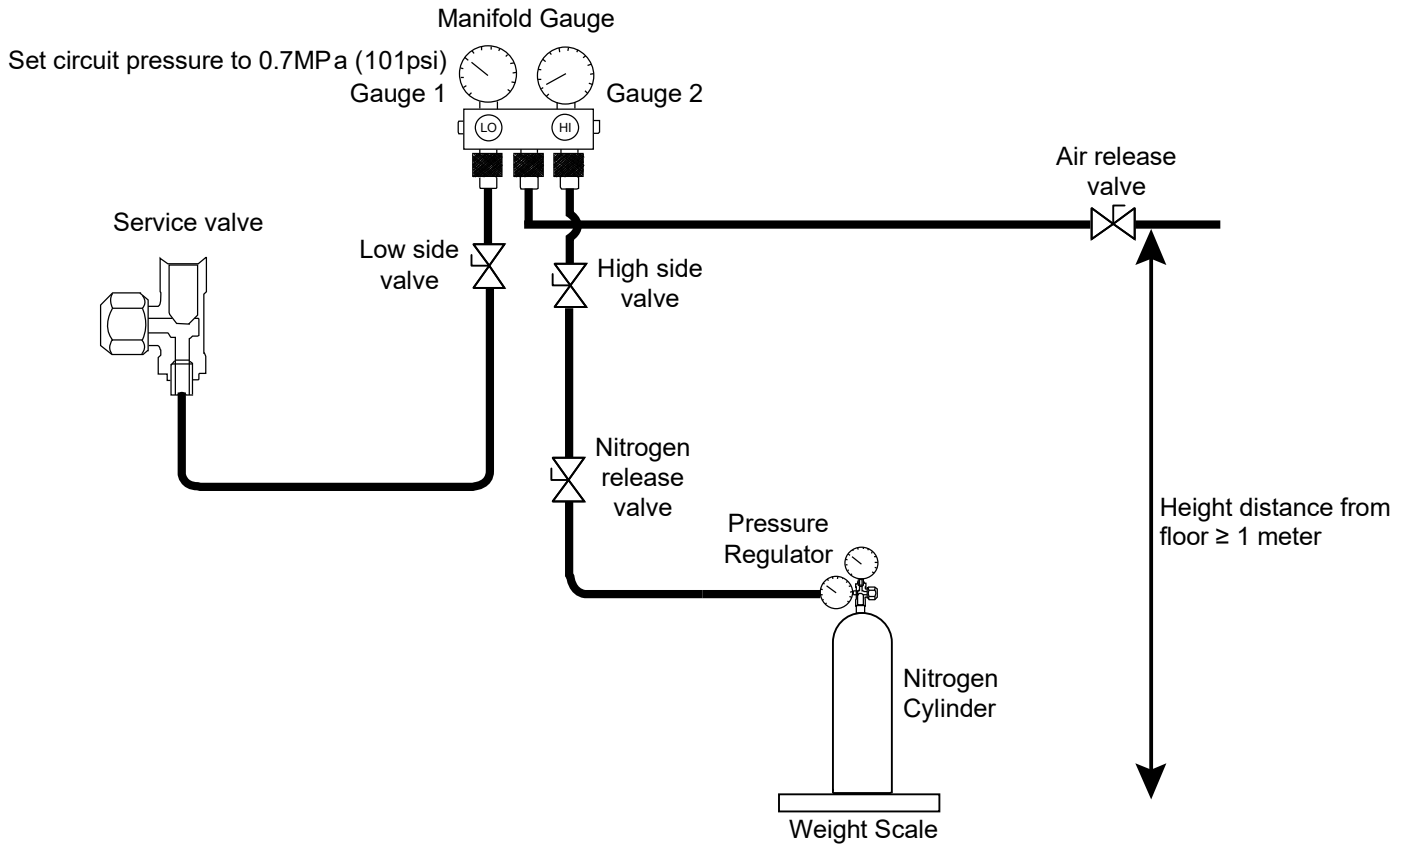 Manifold Gauge
Set circuit pressure to 0.7MPa (101psi)
Gauge 1
Gauge 2
LO
HI
Air release
valve
Service valve
Low side
valve
High side
valve
Nitrogen
release
valve
Pressure
Regulator
Height distance from
floor ≥ 1 meter
Nitrogen
Cylinder
Weight Scale